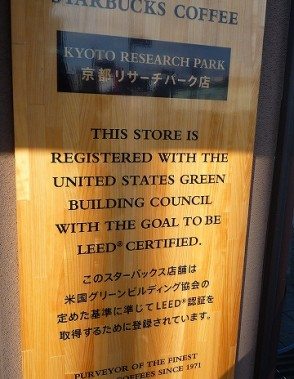 STARBUCKS COFFEE
KYOTO RESEARCH PARK
京都リサーチパーク店
THIS STORE IS
REGISTERED WITH THE
UNITED STATES GREEN
BUILDING COUNCIL
WITH THE GOAL TO BE
LEED® CERTIFIED.
このスターバックス店舗は
米国グリーンビルディング協会の
定めた基準に準じてLEED®認証を
取得するために登録されています。
PURVEYOR OF THE FINEST
COFFEES SINCE 1971